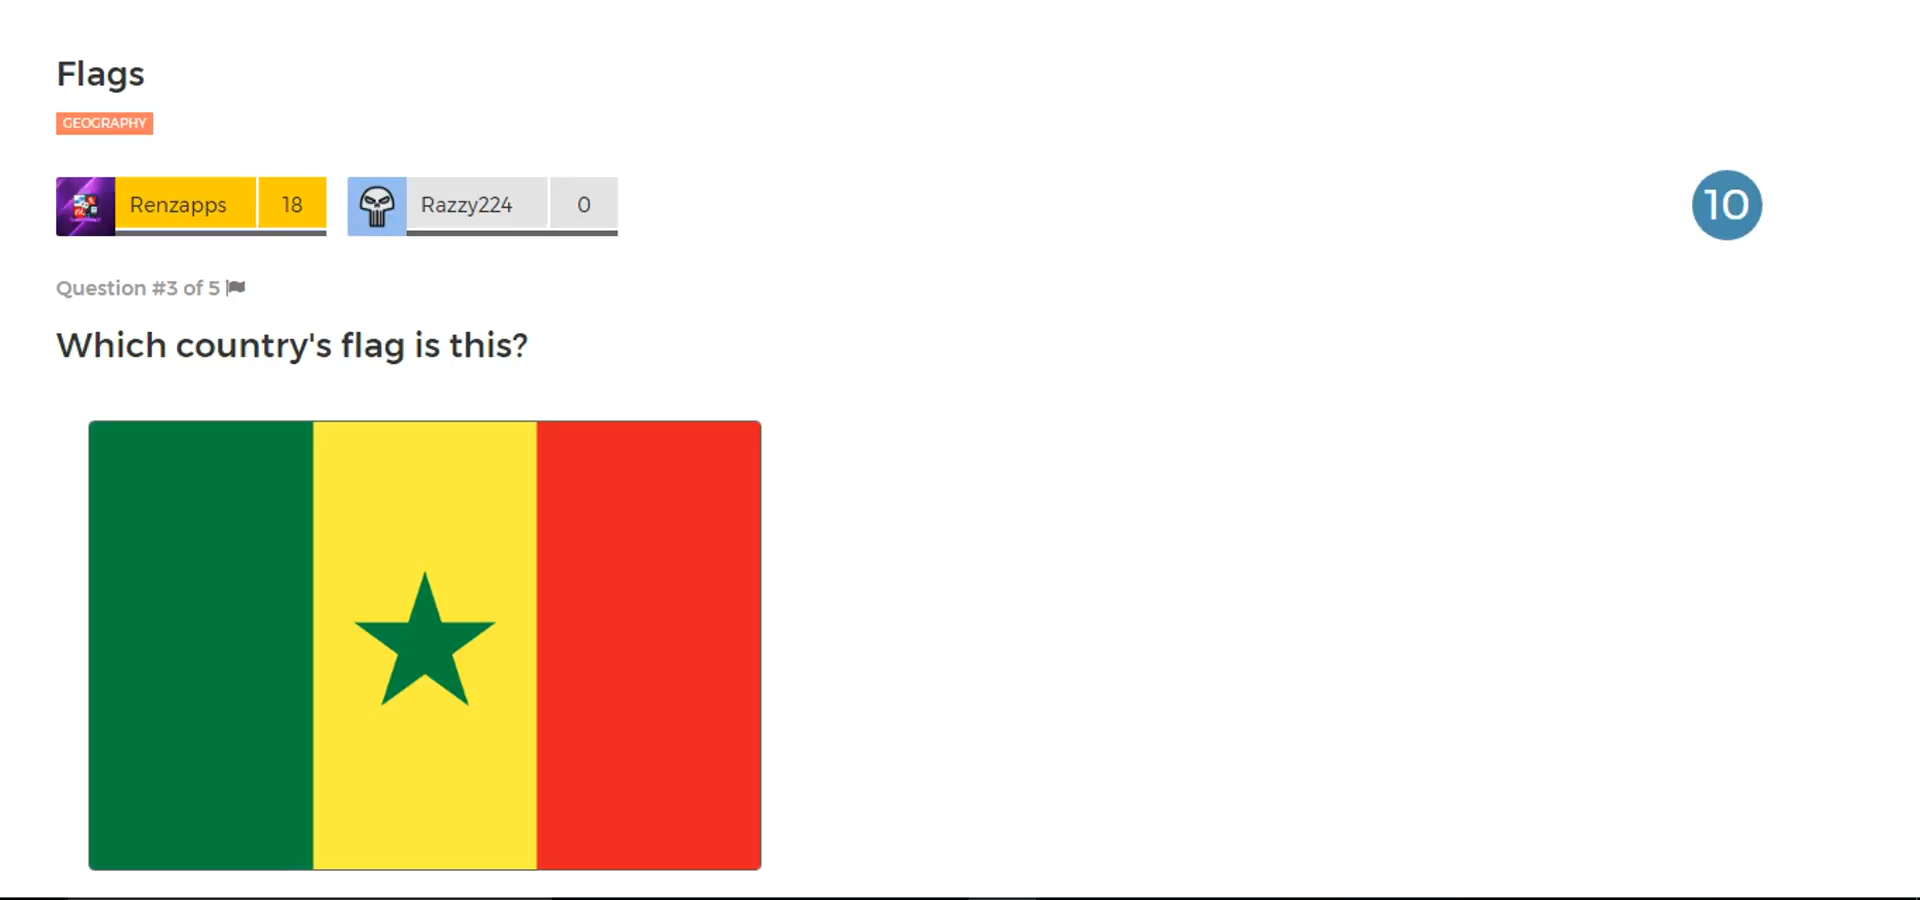 Flags
GEOGRAPHY
Renzapps 18 Razzy224 0
10
Question #3 of 5
Which country's flag is this?